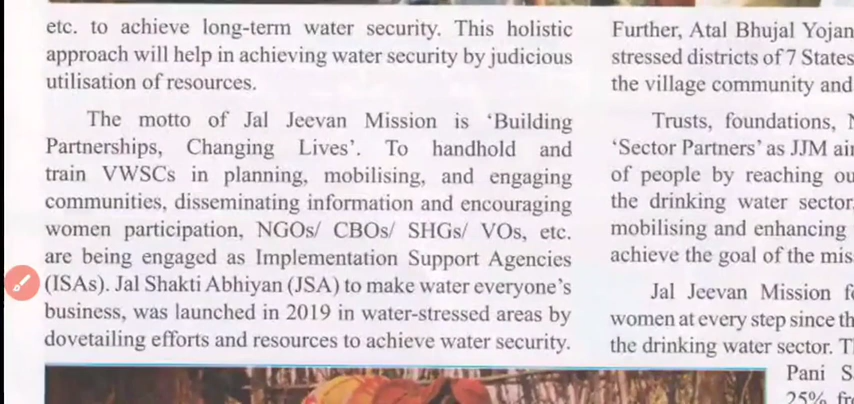 etc. to achieve long-term water security. This holistic
approach will help in achieving water security by judicious
utilisation of resources.
The motto of Jal Jeevan Mission is ‘Building
Partnerships, Changing Lives’. To handhold and
train VWSCs in planning, mobilising, and engaging
communities, disseminating information and encouraging
women participation, NGOs/ CBOs/ SHGs/ VOs, etc.
are being engaged as Implementation Support Agencies
(ISAs). Jal Shakti Abhiyan (JSA) to make water everyone’s
business, was launched in 2019 in water-stressed areas by
dovetailing efforts and resources to achieve water security.
Further, Atal Bhujal Yojan
stressed districts of 7 States
the village community and
Trusts, foundations,
‘Sector Partners’ as JJM
of people by reaching
the drinking water sector
mobilising and enhancing
achieve the goal of the
Jal Jeevan Mission
women at every step since
the drinking water sector.
Pani
25%